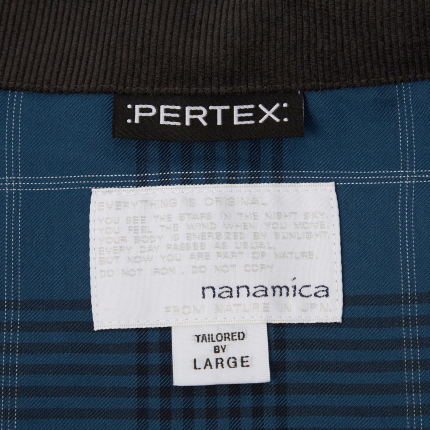 :PERTEX:
EVERYTHING IS ORIGINAL
YOU SEE THE STARS IN THE NIGHT SKY.
YOU FEEL THE WIND WHEN YOU MOVE.
YOUR BODY IS ENERGIZED BY SUNLIGHT.
EVERY DAY PASSES AS USUAL,
BUT NOW YOU ARE PART OF NATURE.
DO NOT IRON , DO NOT COPY
nanamica
FROM NATURE IN JPN.
TAILORED
BY
LARGE